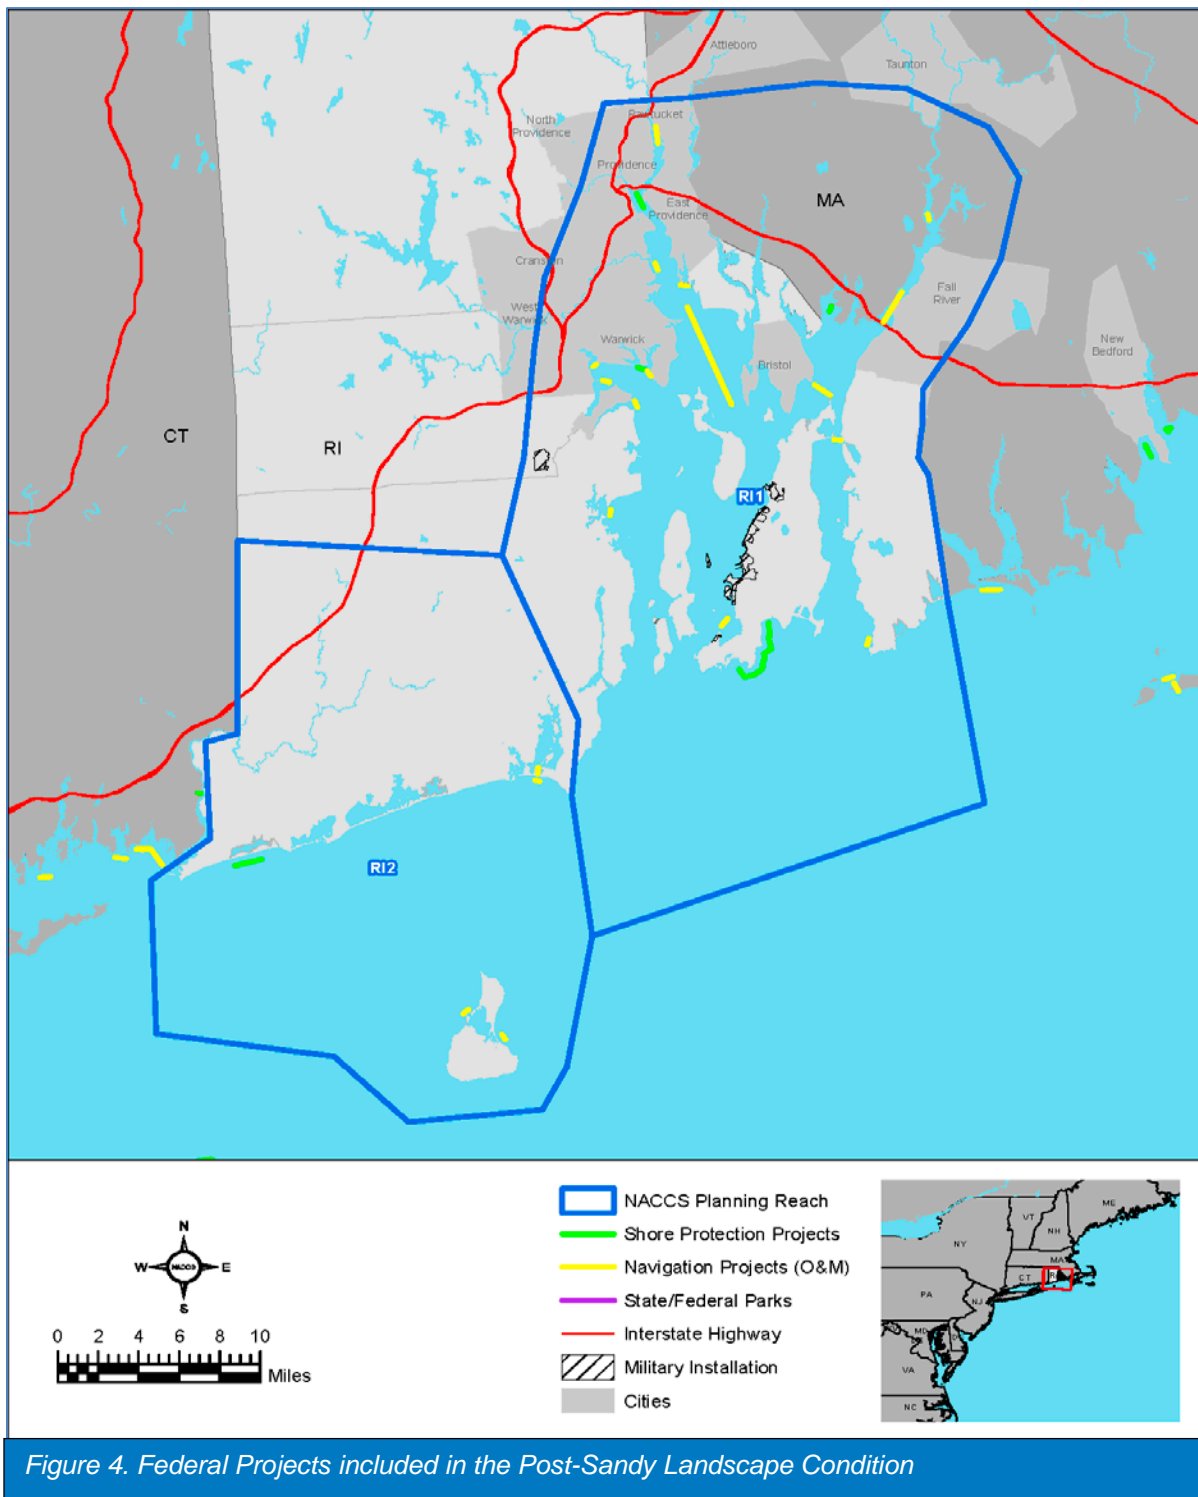 Attleboro
Taunton
North
Providence
Pawtucket
Providence
MA
East
Providence
Cranston
West
Warwick
Fall
River
Warwick
Bristol
New
Bedford
CT
RI
RI1
RI2
N
W
E
S
NACCS
0 2 4 6 8 10
Miles
NACCS Planning Reach
Shore Protection Projects
Navigation Projects (O&M)
State/Federal Parks
Interstate Highway
Military Installation
Cities
ME
VT
NH
NY
MA
CT
PA
NJ
MD
VA
NC
Figure 4. Federal Projects included in the Post-Sandy Landscape Condition